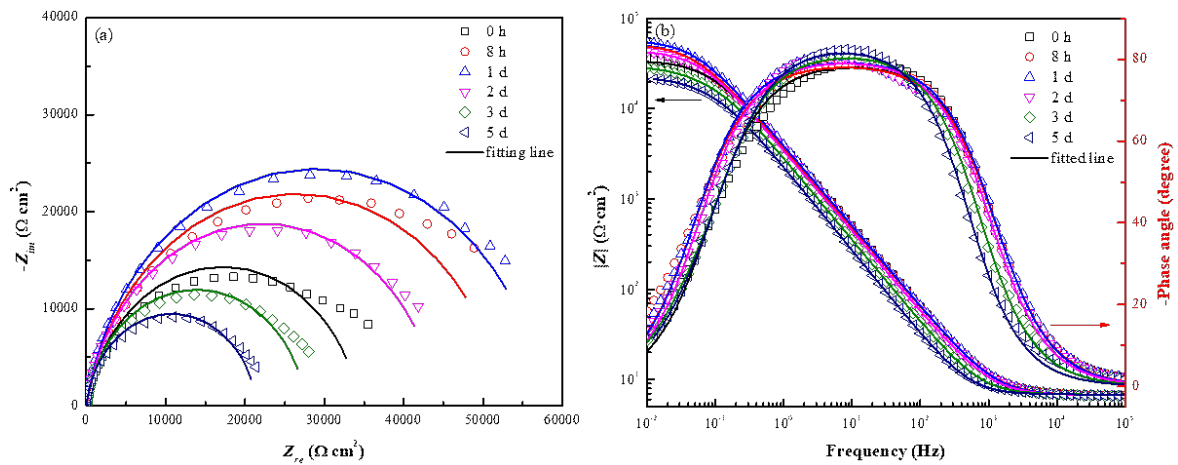 (a)
40000
30000
20000
10000
0
-Z_im (Ω cm²)
0 h
8 h
1 d
2 d
3 d
5 d
fitting line
0 10000 20000 30000 40000 50000 60000
Z_re (Ω cm²)
(b)
10⁵
10⁴
10³
10²
10¹
|Z| (Ω·cm²)
0 h
8 h
1 d
2 d
3 d
5 d
fitted line
80
60
40
20
0
-Phase angle (degree)
10⁻² 10⁻¹ 10⁰ 10¹ 10² 10³ 10⁴ 10⁵
Frequency (Hz)